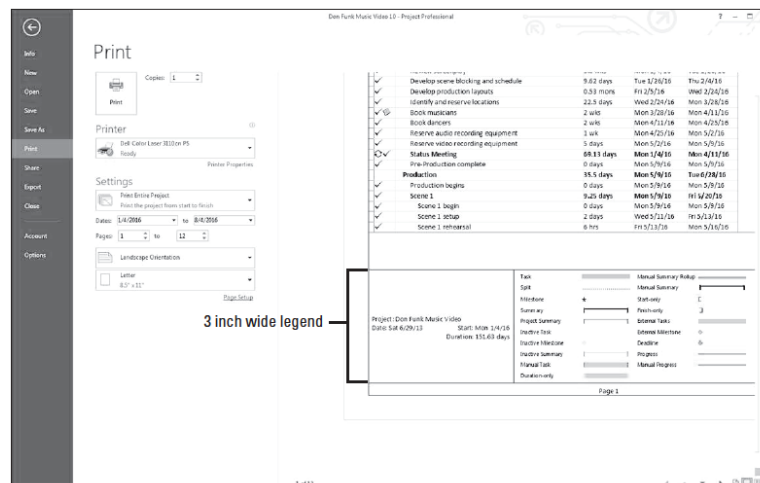 Don Funk Music Video 10 - Project Professional
? – □
Info
New
Open
Save
Save As
Print
Share
Export
Close
Account
Options
Print
Copies: 1
Print
Printer
Dell Color Laser 3110cn PS
Ready
Printer Properties
Settings
Print Entire Project
Print the project from start to finish
Dates: 1/4/2016 to 8/4/2016
Pages: 1 to 12
Landscape Orientation
Letter
8.5" x 11"
Page Setup
3 inch wide legend
Develop scene blocking and schedule 9.62 days Tue 1/26/16 Thu 2/4/16
Develop production layouts 0.53 mons Fri 2/5/16 Wed 2/24/16
Identify and reserve locations 22.5 days Wed 2/24/16 Mon 3/28/16
Book musicians 2 wks Mon 3/28/16 Mon 4/11/16
Book dancers 2 wks Mon 4/11/16 Mon 4/25/16
Reserve audio recording equipment 1 wk Mon 4/25/16 Mon 5/2/16
Reserve video recording equipment 5 days Mon 5/2/16 Mon 5/9/16
Status Meeting 69.13 days Mon 1/4/16 Mon 4/11/16
Pre-Production complete 0 days Mon 5/9/16 Mon 5/9/16
Production 35.5 days Mon 5/9/16 Tue 6/28/16
Production begins 0 days Mon 5/9/16 Mon 5/9/16
Scene 1 9.25 days Mon 5/9/16 Fri 5/20/16
Scene 1 begin 0 days Mon 5/9/16 Mon 5/9/16
Scene 1 setup 2 days Wed 5/11/16 Fri 5/13/16
Scene 1 rehearsal 6 hrs Fri 5/13/16 Mon 5/16/16
Project: Don Funk Music Video
Date: Sat 6/29/13 Start: Mon 1/4/16
Duration: 151.63 days
Task Manual Summary Rollup
Split Manual Summary
Milestone Start-only
Summary Finish-only
Project Summary External Tasks
Inactive Task External Milestone
Inactive Milestone Deadline
Inactive Summary Progress
Manual Task Manual Progress
Duration-only
Page 1